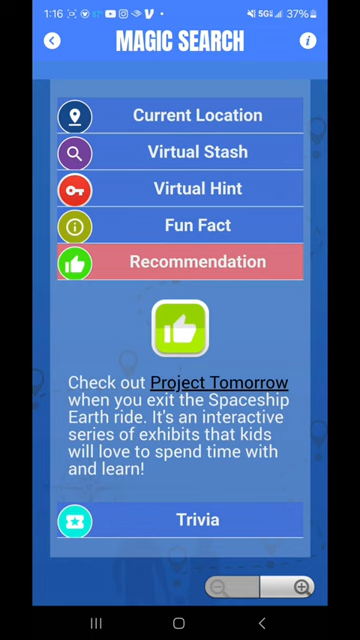 1:16 5G 37%
MAGIC SEARCH
Current Location
Virtual Stash
Virtual Hint
Fun Fact
Recommendation
Check out Project Tomorrow
when you exit the Spaceship
Earth ride. It's an interactive
series of exhibits that kids
will love to spend time with
and learn!
Trivia